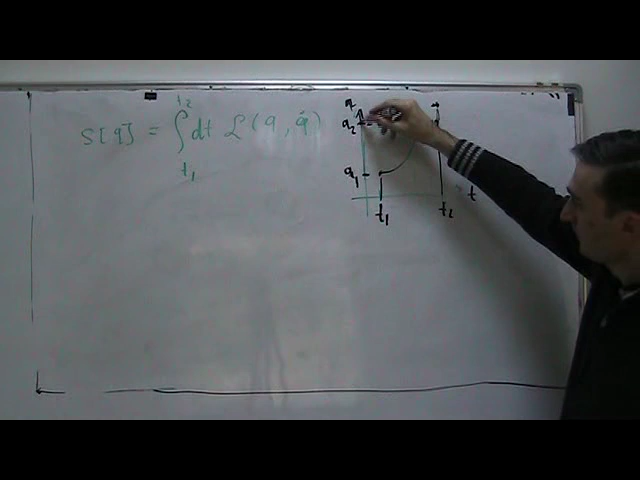 S[q] = ∫_{t_1}^{t_2} dt L(q, q̇)
q
q_2
q_1
t_1
t_2
t